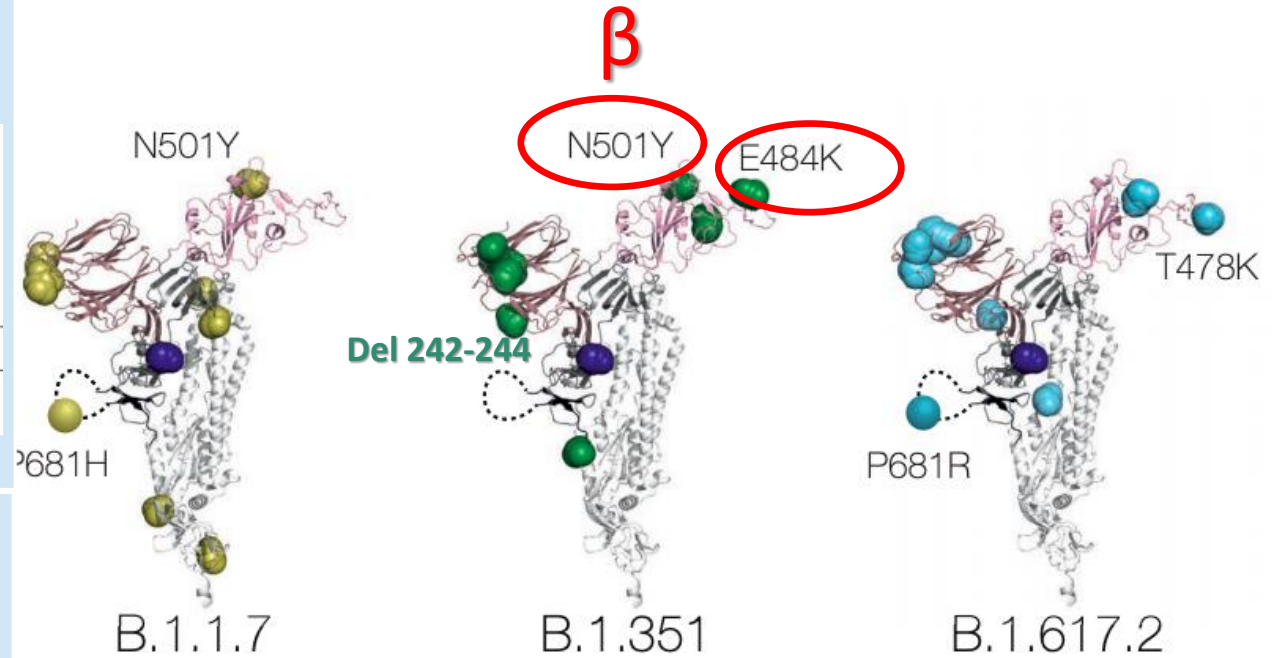 β
N501Y
N501Y
E484K
T478K
Del 242-244
P681H
P681R
B.1.1.7
B.1.351
B.1.617.2